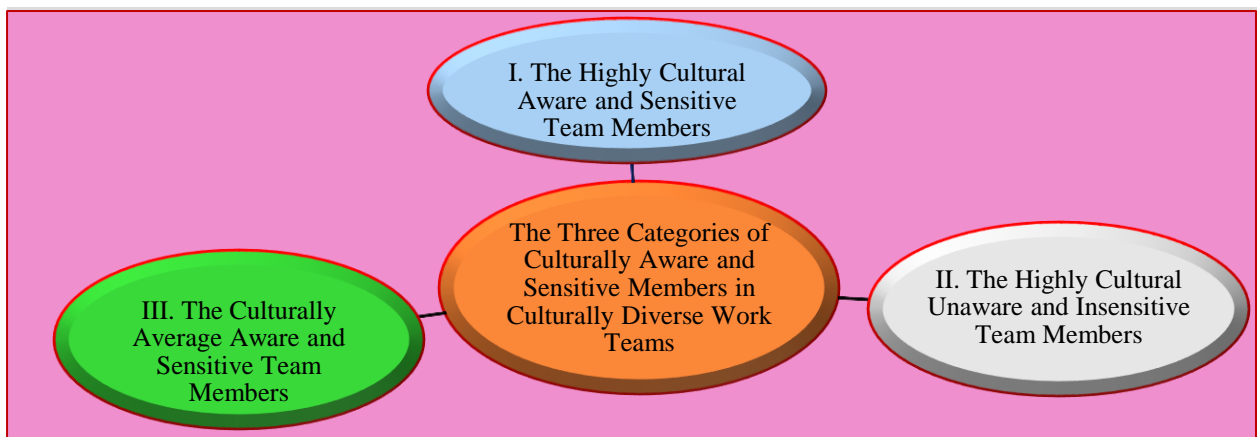 I. The Highly Cultural
Aware and Sensitive
Team Members
The Three Categories of
Culturally Aware and
Sensitive Members in
Culturally Diverse Work
Teams
II. The Highly Cultural
Unaware and Insensitive
Team Members
III. The Culturally
Average Aware and
Sensitive Team
Members